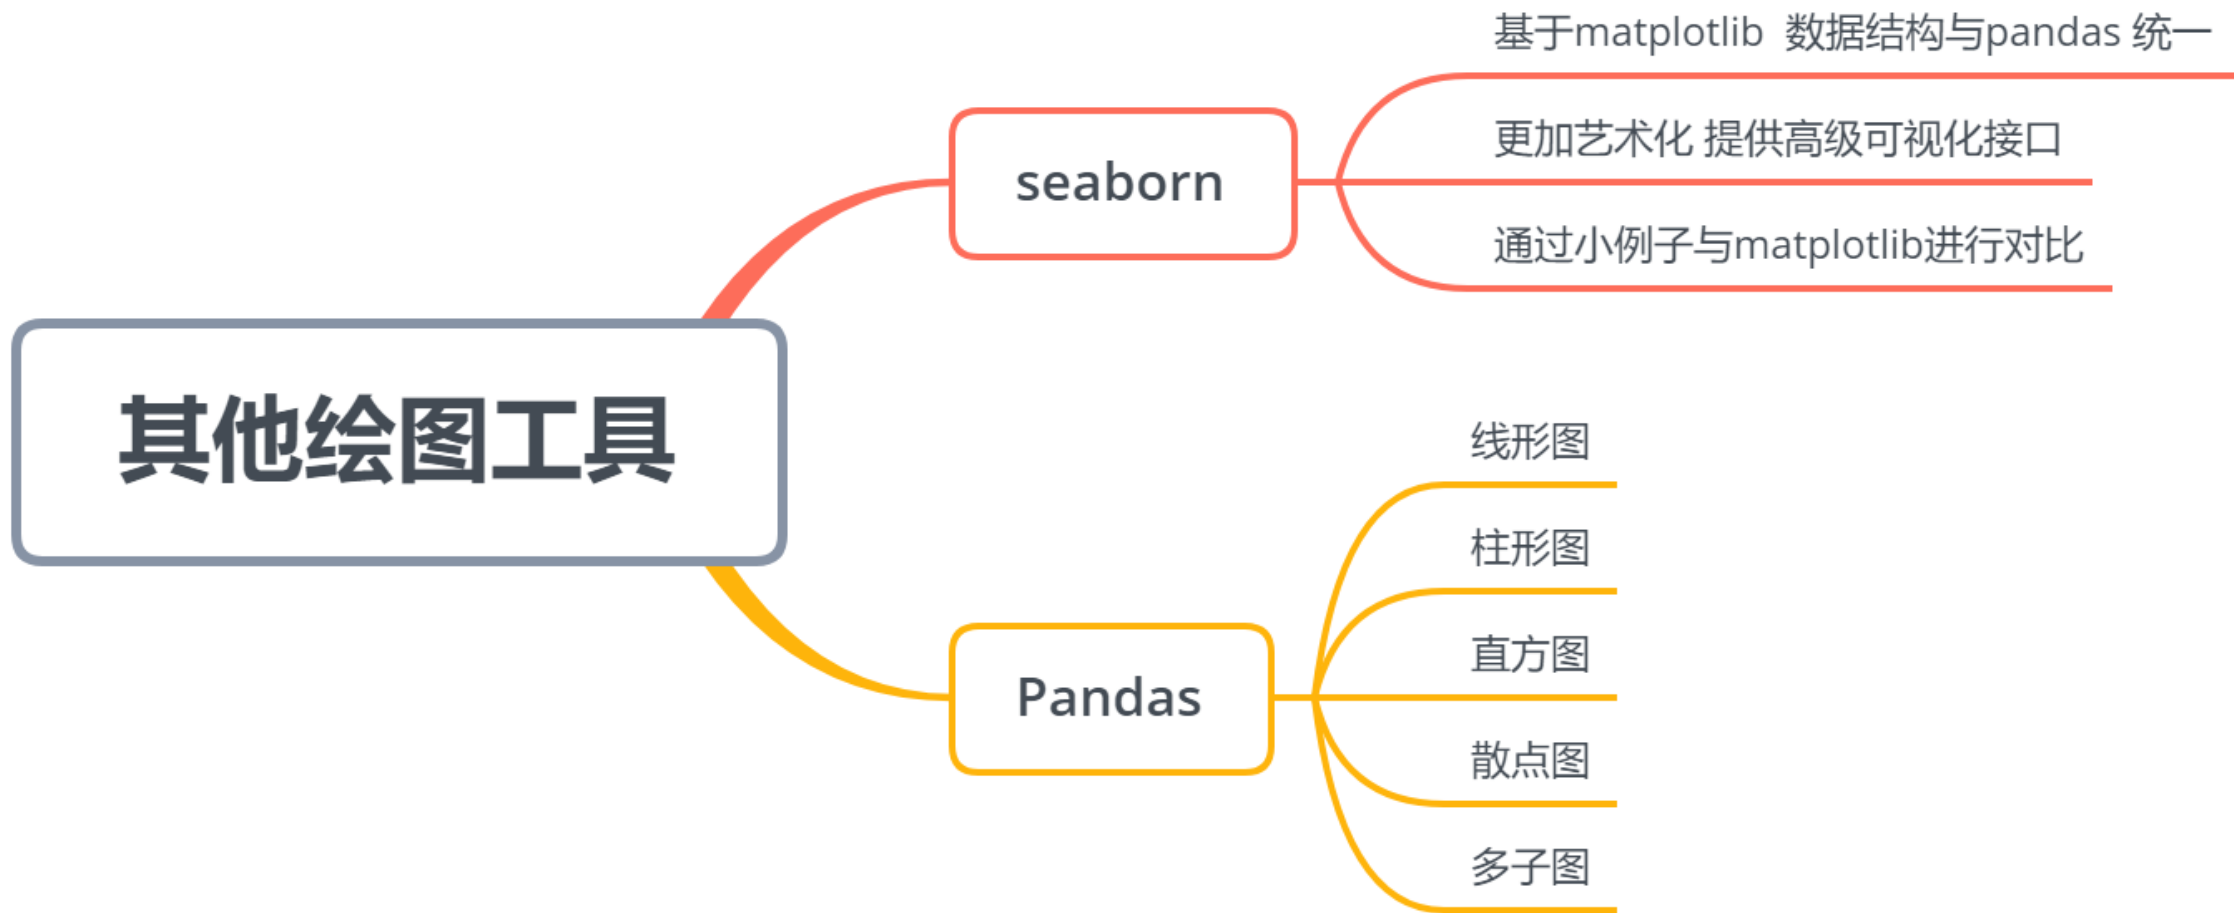 其他绘图工具
seaborn
基于matplotlib 数据结构与pandas 统一
更加艺术化 提供高级可视化接口
通过小例子与matplotlib进行对比
Pandas
线形图
柱形图
直方图
散点图
多子图